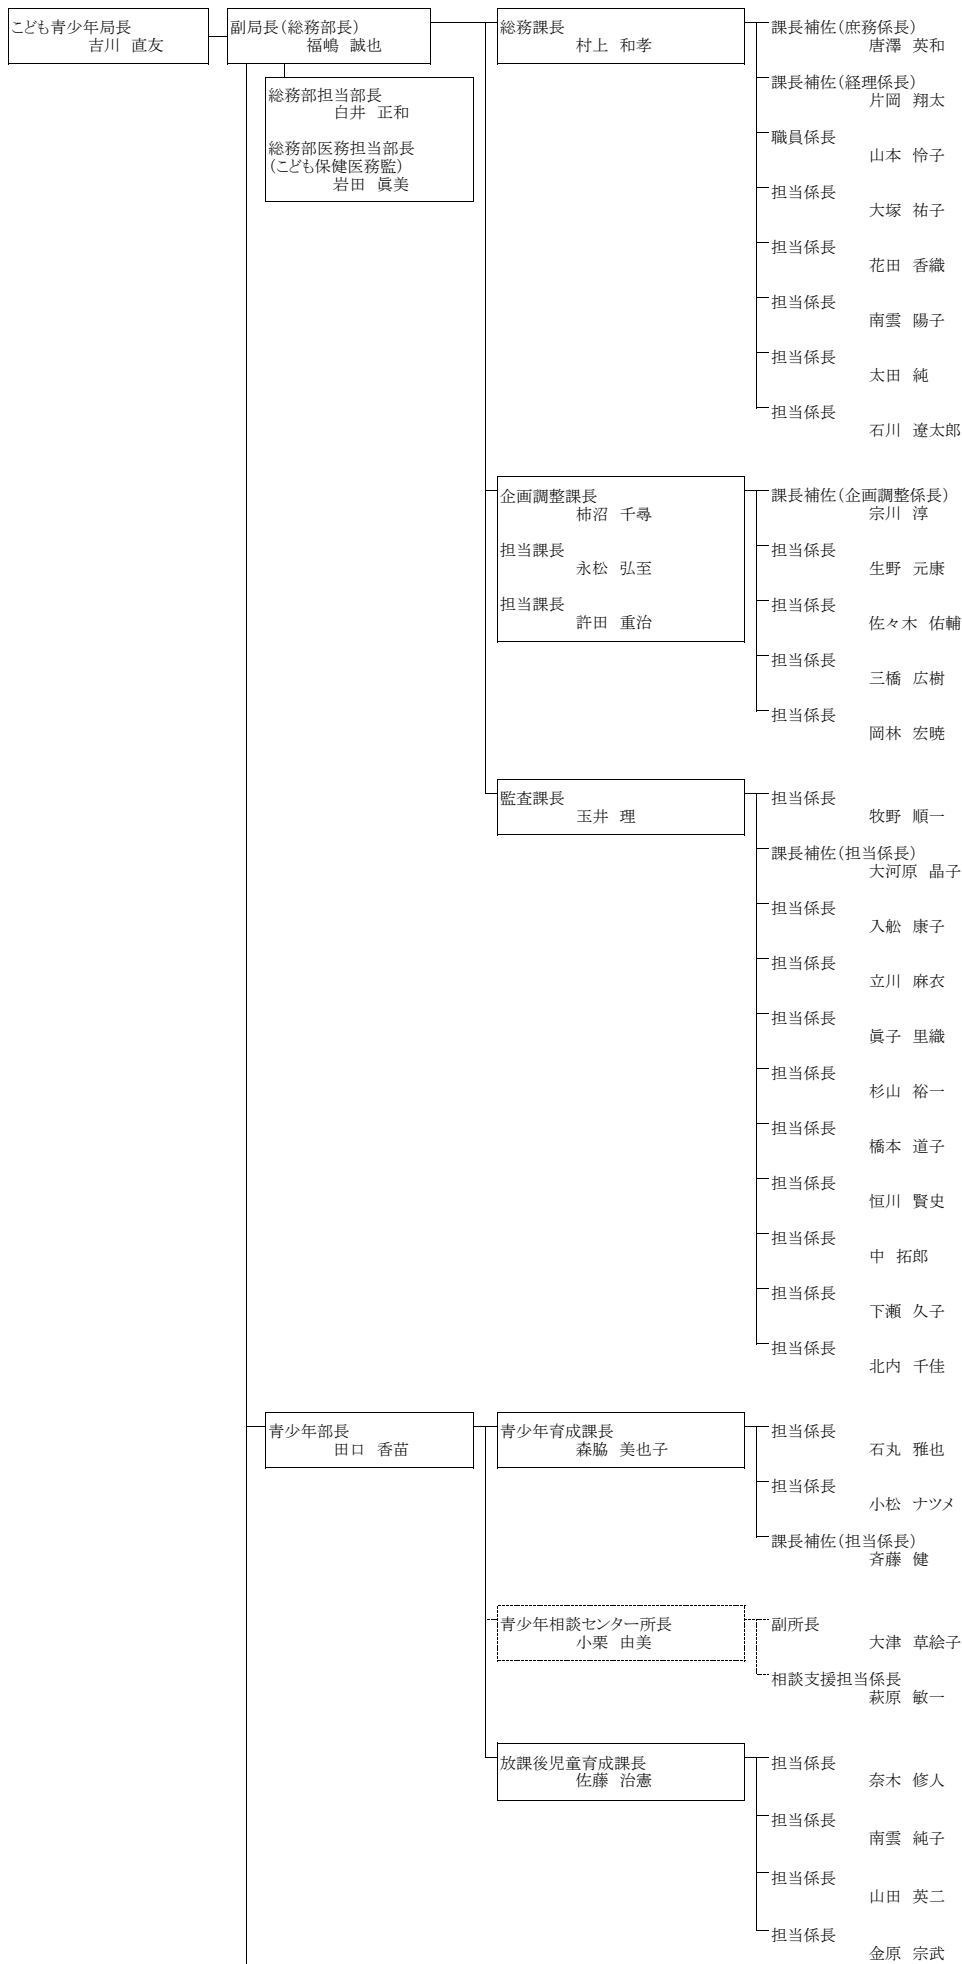 こども青少年局長
吉川　直友
副局長（総務部長）
福嶋　誠也
総務部担当部長
白井　正和
総務部医務担当部長
（こども保健医務監）
岩田　眞美
総務課長
村上　和孝
課長補佐（庶務係長）
唐澤　英和
課長補佐（経理係長）
片岡　翔太
職員係長
山本　怜子
担当係長
大塚　祐子
担当係長
花田　香織
担当係長
南雲　陽子
担当係長
太田　純
担当係長
石川　遼太郎
企画調整課長
柿沼　千尋
担当課長
永松　弘至
担当課長
許田　重治
課長補佐（企画調整係長）
宗川　淳
担当係長
生野　元康
担当係長
佐々木　佑輔
担当係長
三橋　広樹
担当係長
岡林　宏暁
監査課長
玉井　理
担当係長
牧野　順一
課長補佐（担当係長）
大河原　晶子
担当係長
入舩　康子
担当係長
立川　麻衣
担当係長
眞子　里織
担当係長
杉山　裕一
担当係長
橋本　道子
担当係長
恒川　賢史
担当係長
中　拓郎
担当係長
下瀬　久子
担当係長
北内　千佳
青少年部長
田口　香苗
青少年育成課長
森脇　美也子
担当係長
石丸　雅也
担当係長
小松　ナツメ
課長補佐（担当係長）
斉藤　健
青少年相談センター所長
小栗　由美
副所長
大津　草絵子
相談支援担当係長
萩原　敏一
放課後児童育成課長
佐藤　治憲
担当係長
奈木　修人
担当係長
南雲　純子
担当係長
山田　英二
担当係長
金原　宗武